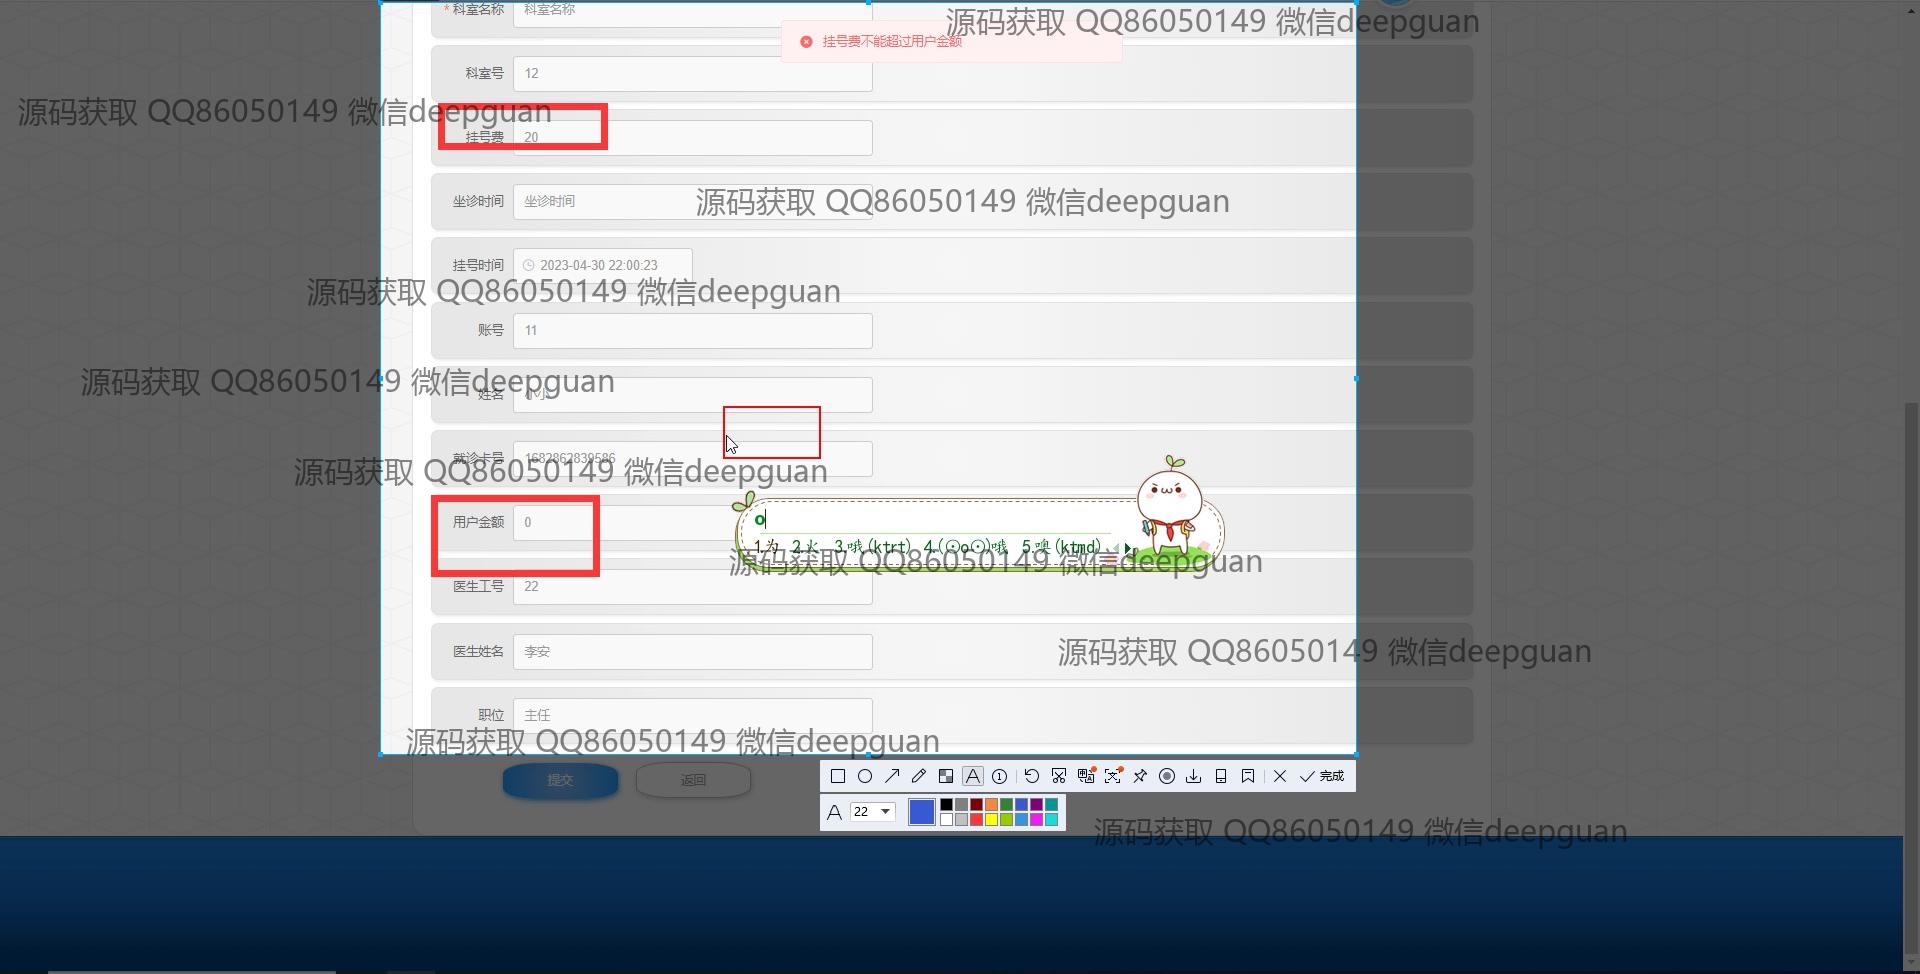 * 科室名称 科室名称
源码获取 QQ86050149 微信deepguan
挂号费不能超过用户金额
科室号 12
源码获取 QQ86050149 微信deepguan
挂号费 20
坐诊时间 坐诊时间
源码获取 QQ86050149 微信deepguan
挂号时间 2023-04-30 22:00:23
源码获取 QQ86050149 微信deepguan
账号 11
源码获取 QQ86050149 微信deepguan
姓名 小小
就诊卡号 1682862839586
源码获取 QQ86050149 微信deepguan
用户金额 0
o
1.为 2.火 3.哦(ktrt) 4.(⊙o⊙)哦 5.噢(ktmd)
源码获取 QQ86050149 微信deepguan
医生工号 22
医生姓名 李安
源码获取 QQ86050149 微信deepguan
职位 主任
源码获取 QQ86050149 微信deepguan
提交 返回
A 1 完成
A 22
源码获取 QQ86050149 微信deepguan